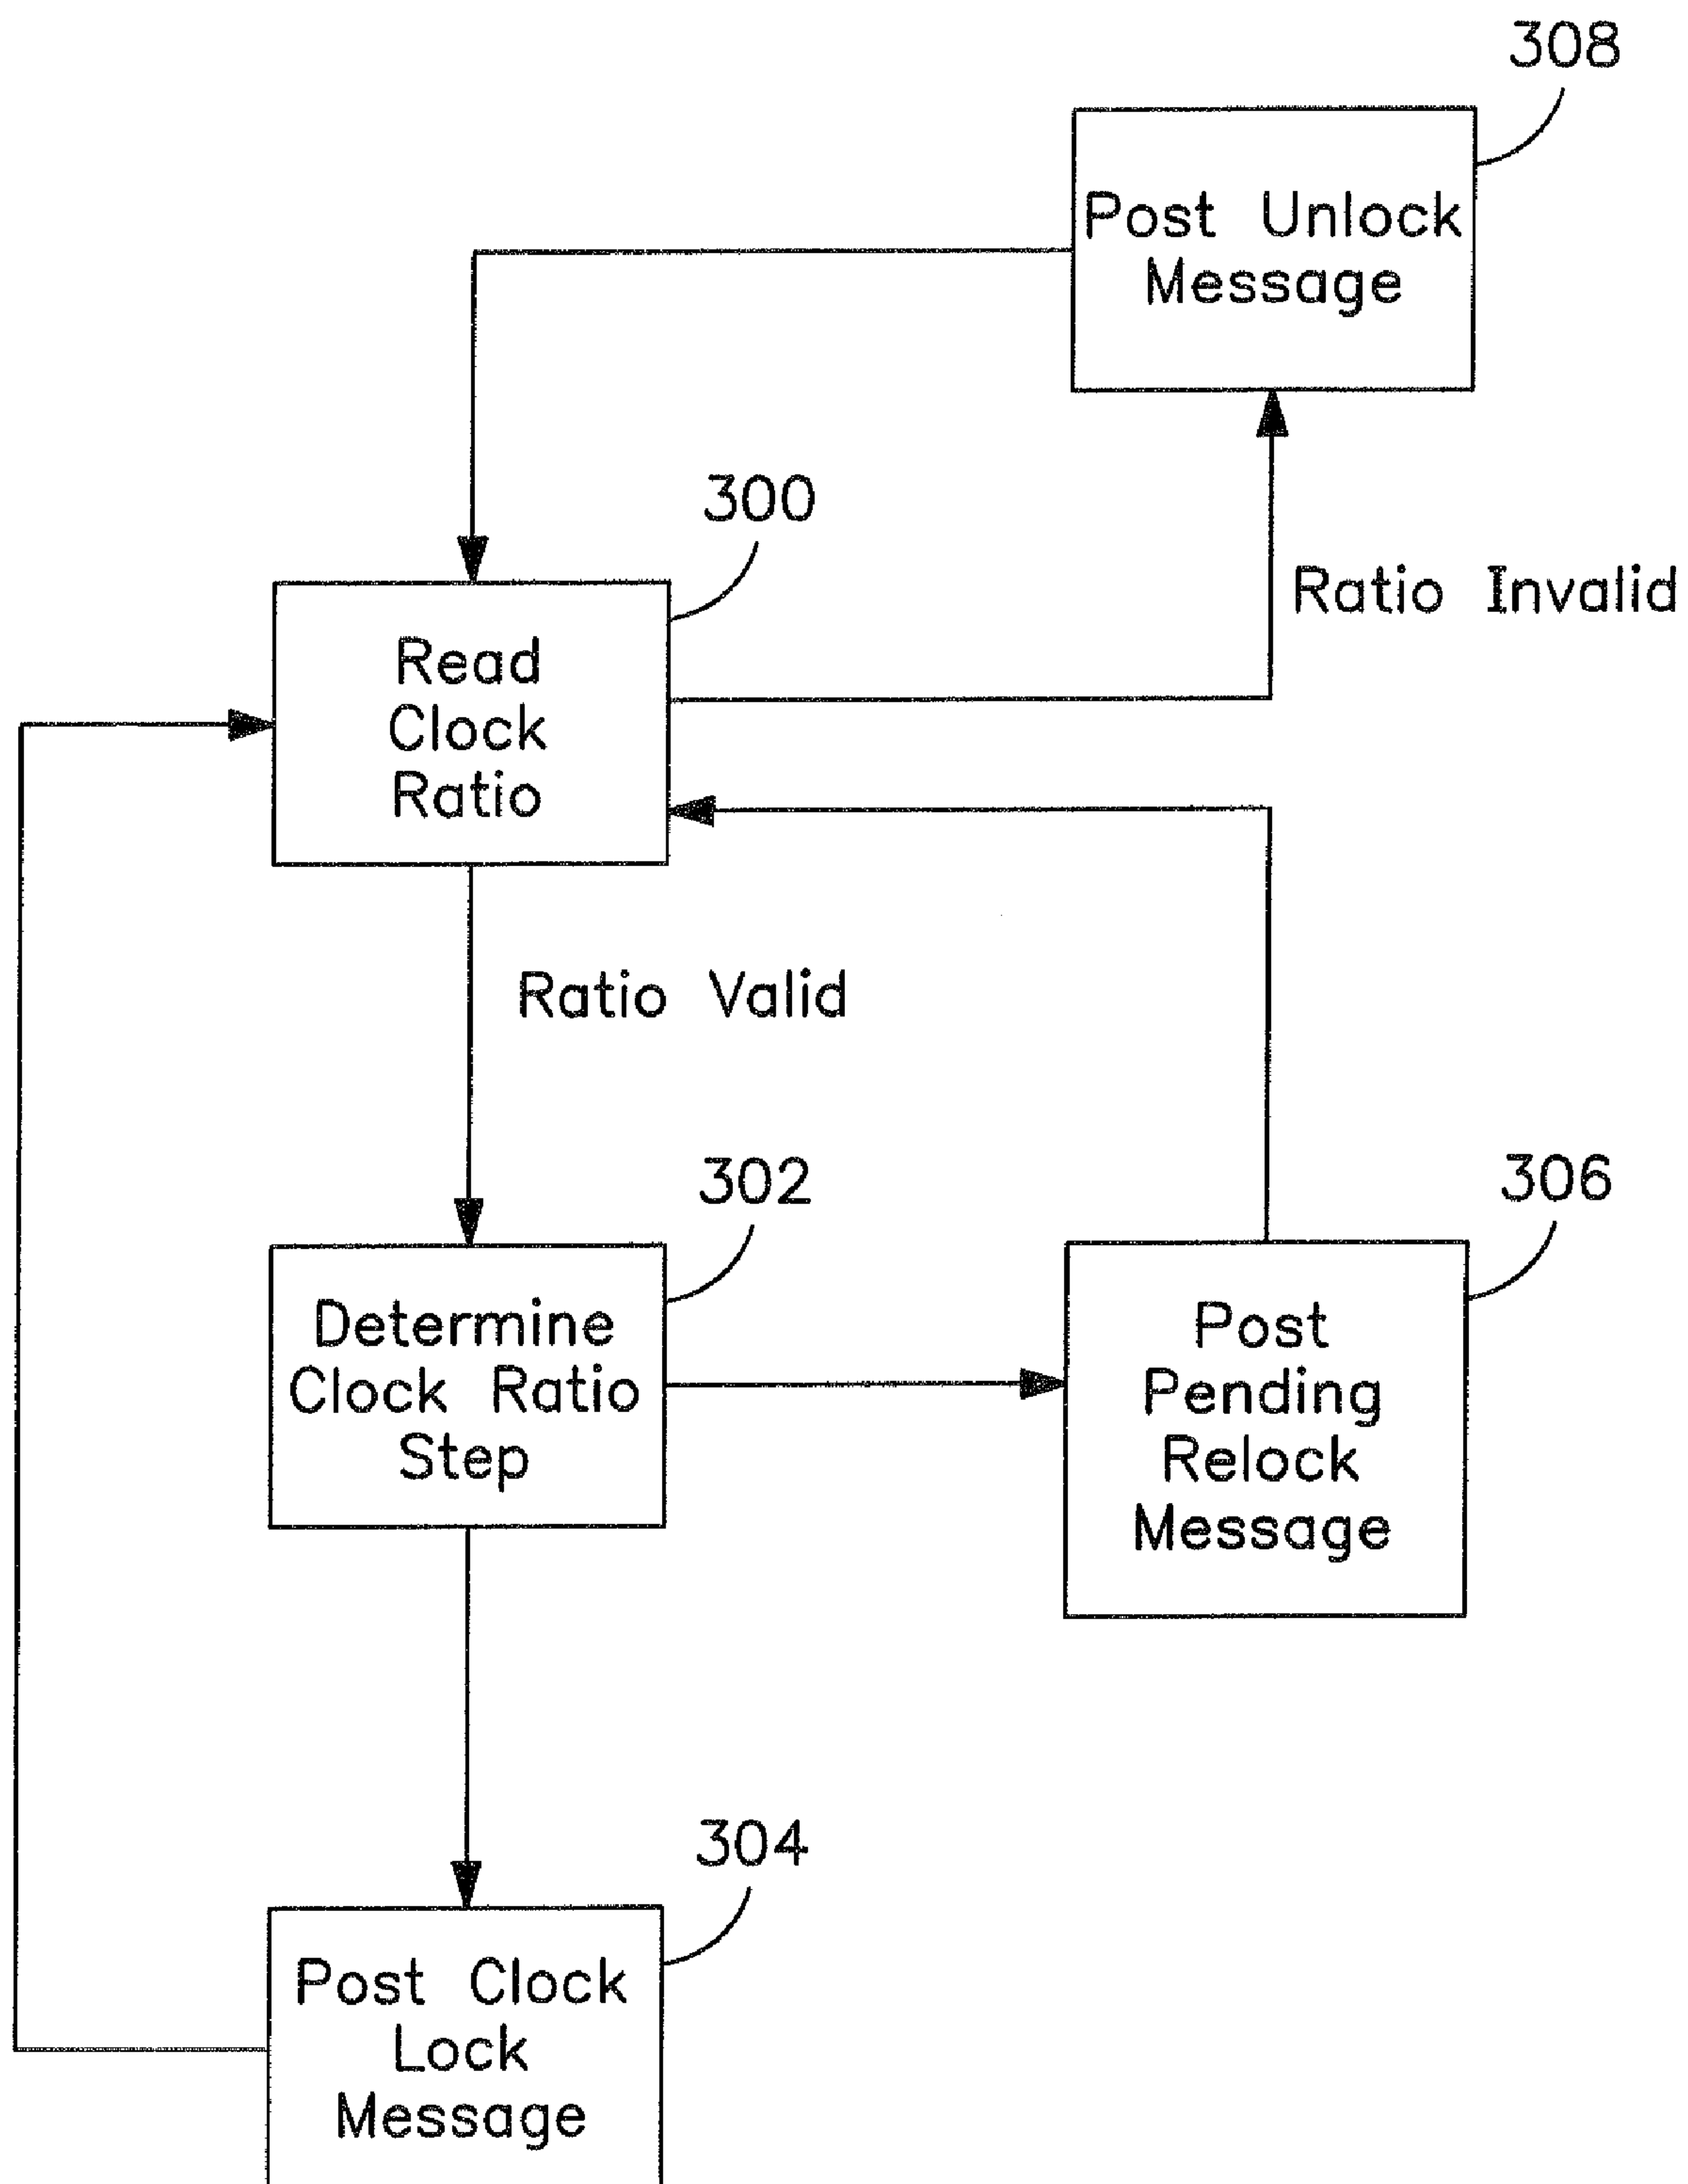 308
Post Unlock
Message
300
Ratio Invalid
Read
Clock
Ratio
Ratio Valid
302
306
Determine
Clock Ratio
Step
Post
Pending
Relock
Message
304
Post Clock
Lock
Message